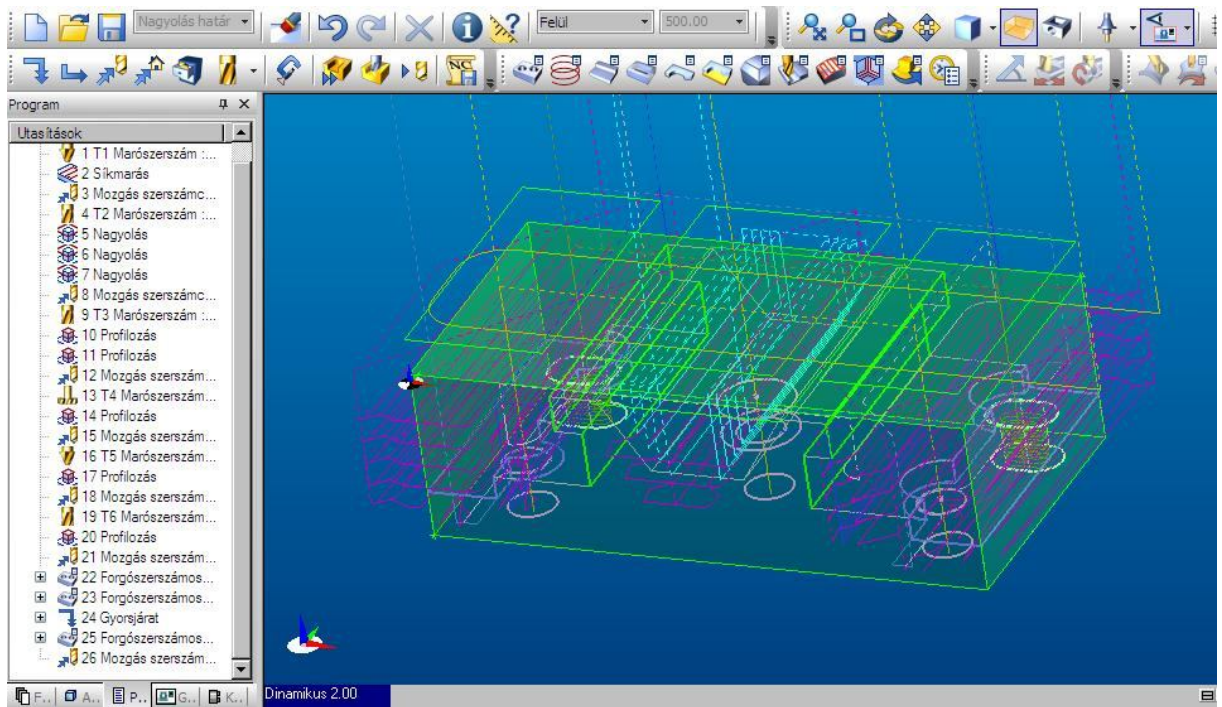 Nagyolás határ
Felül
500.00
NC
Program
Utasítások
1 T1 Marószerszám :...
2 Síkmarás
3 Mozgás szerszámc...
4 T2 Marószerszám :...
5 Nagyolás
6 Nagyolás
7 Nagyolás
8 Mozgás szerszámc...
9 T3 Marószerszám :...
10 Profilozás
11 Profilozás
12 Mozgás szerszám...
13 T4 Marószerszám...
14 Profilozás
15 Mozgás szerszám...
16 T5 Marószerszám...
17 Profilozás
18 Mozgás szerszám...
19 T6 Marószerszám...
20 Profilozás
21 Mozgás szerszám...
22 Forgószerszámos...
23 Forgószerszámos...
24 Gyorsjárat
25 Forgószerszámos...
26 Mozgás szerszám...
F... A... P... G... K...
Dinamikus 2.00